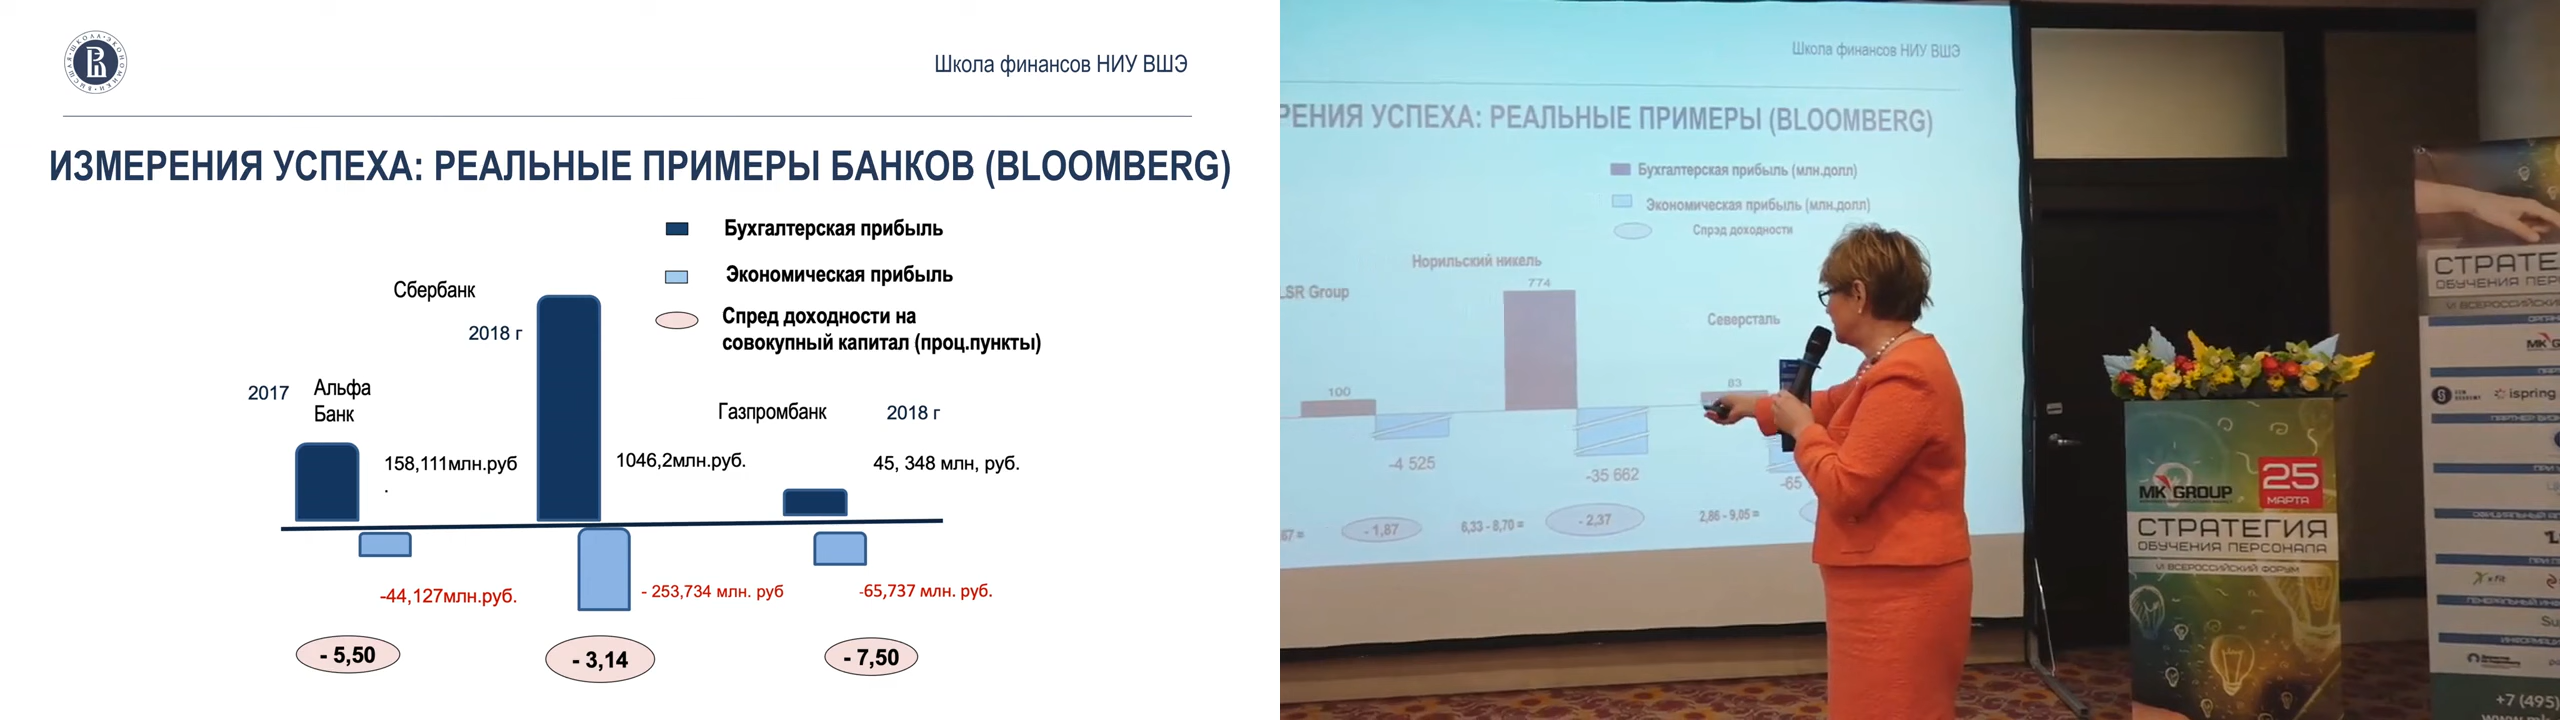 ВЫСШАЯ ШКОЛА ЭКОНОМИКИ
Школа финансов НИУ ВШЭ
ИЗМЕРЕНИЯ УСПЕХА: РЕАЛЬНЫЕ ПРИМЕРЫ БАНКОВ (BLOOMBERG)
Бухгалтерская прибыль
Экономическая прибыль
Спред доходности на
совокупный капитал (проц.пункты)
Сбербанк
2018 г
2017
Альфа
Банк
Газпромбанк
2018 г
158,111млн.руб
.
1046,2млн.руб.
45, 348 млн, руб.
-44,127млн.руб.
- 253,734 млн. руб
-65,737 млн. руб.
- 5,50
- 3,14
- 7,50
Школа финансов НИУ ВШЭ
РЕНИЯ УСПЕХА: РЕАЛЬНЫЕ ПРИМЕРЫ (BLOOMBERG)
Бухгалтерская прибыль (млн.долл)
Экономическая прибыль (млн.долл)
Спрэд доходности
Норильский никель
774
LSR Group
Северсталь
100
83
-4 525
-35 662
-65
67 =
- 1,87
6,33 - 8,70 =
- 2,37
2,86 - 9,05 =
MK GROUP
25
МАРТА
СТРАТЕГИЯ
ОБУЧЕНИЯ ПЕРСОНАЛА
VI ВСЕРОССИЙСКИЙ ФОРУМ
СТРАТЕ
ОБУЧЕНИЯ ПЕР
VI ВСЕРОССИЙСКИ
MK G
ispring
+7 (495)